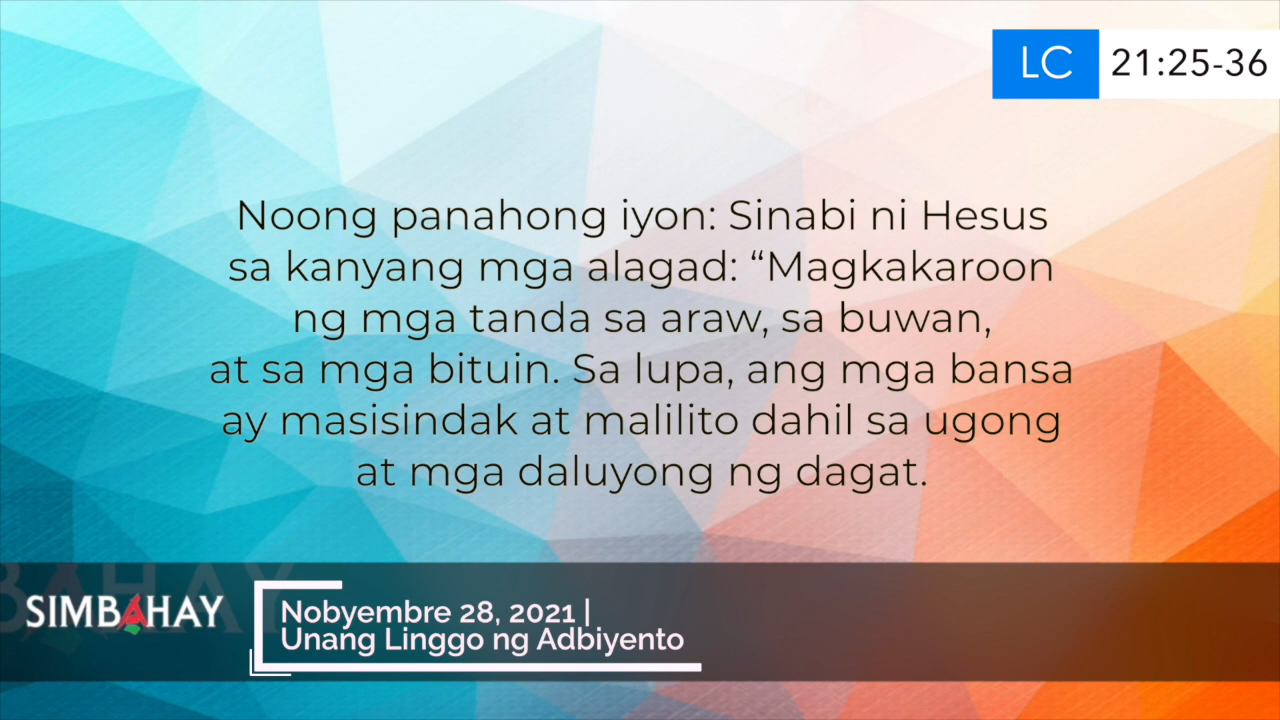 LC 21:25-36
Noong panahong iyon: Sinabi ni Hesus
sa kanyang mga alagad: “Magkakaroon
ng mga tanda sa araw, sa buwan,
at sa mga bituin. Sa lupa, ang mga bansa
ay masisindak at malilito dahil sa ugong
at mga daluyong ng dagat.
SIMBAHAY
Nobyembre 28, 2021 |
Unang Linggo ng Adbiyento